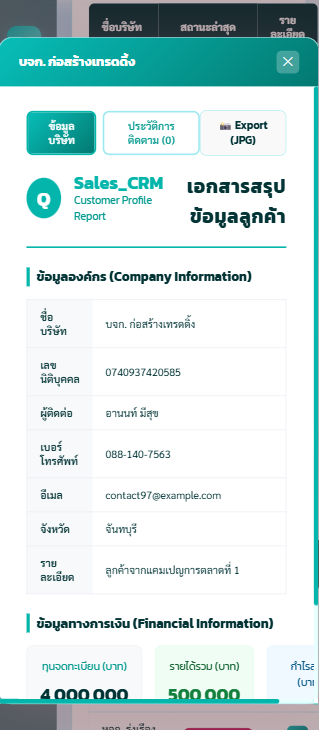 ชื่อบริษัท สถานะล่าสุด ราย
ละเอียด
บจก. ก่อสร้างเทรดดิ้ง
ข้อมูล
บริษัท
ประวัติการ
ติดตาม (0)
📸 Export
(JPG)
Q
Sales_CRM
Customer Profile
Report
เอกสารสรุป
ข้อมูลลูกค้า
ข้อมูลองค์กร (Company Information)
ชื่อ
บริษัท
บจก. ก่อสร้างเทรดดิ้ง
เลข
นิติบุคคล
0740937420585
ผู้ติดต่อ
อานนท์ มีสุข
เบอร์
โทรศัพท์
088-140-7563
อีเมล
contact97@example.com
จังหวัด
จันทบุรี
ราย
ละเอียด
ลูกค้าจากแคมเปญการตลาดที่ 1
ข้อมูลทางการเงิน (Financial Information)
ทุนจดทะเบียน (บาท)
4,000,000
รายได้รวม (บาท)
500,000
กำไรส
(บา